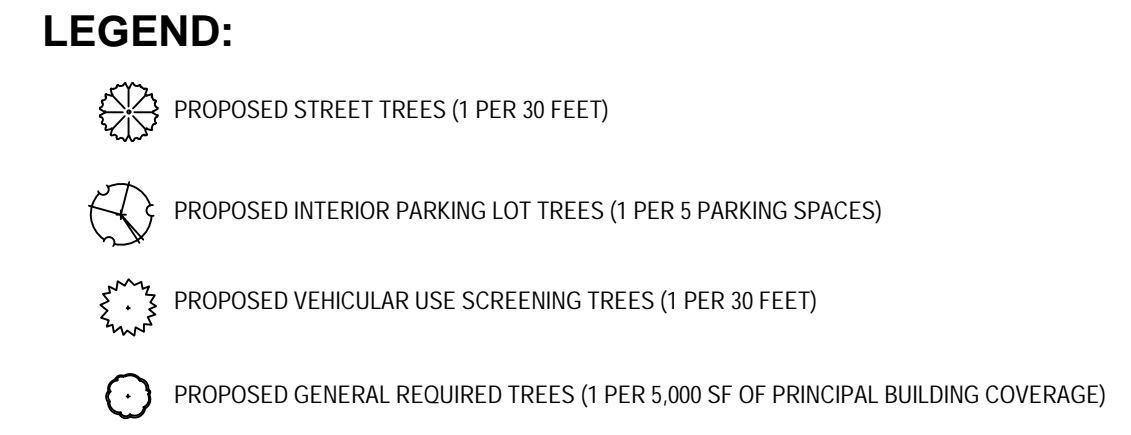 LEGEND:
PROPOSED STREET TREES (1 PER 30 FEET)
PROPOSED INTERIOR PARKING LOT TREES (1 PER 5 PARKING SPACES)
PROPOSED VEHICULAR USE SCREENING TREES (1 PER 30 FEET)
PROPOSED GENERAL REQUIRED TREES (1 PER 5,000 SF OF PRINCIPAL BUILDING COVERAGE)